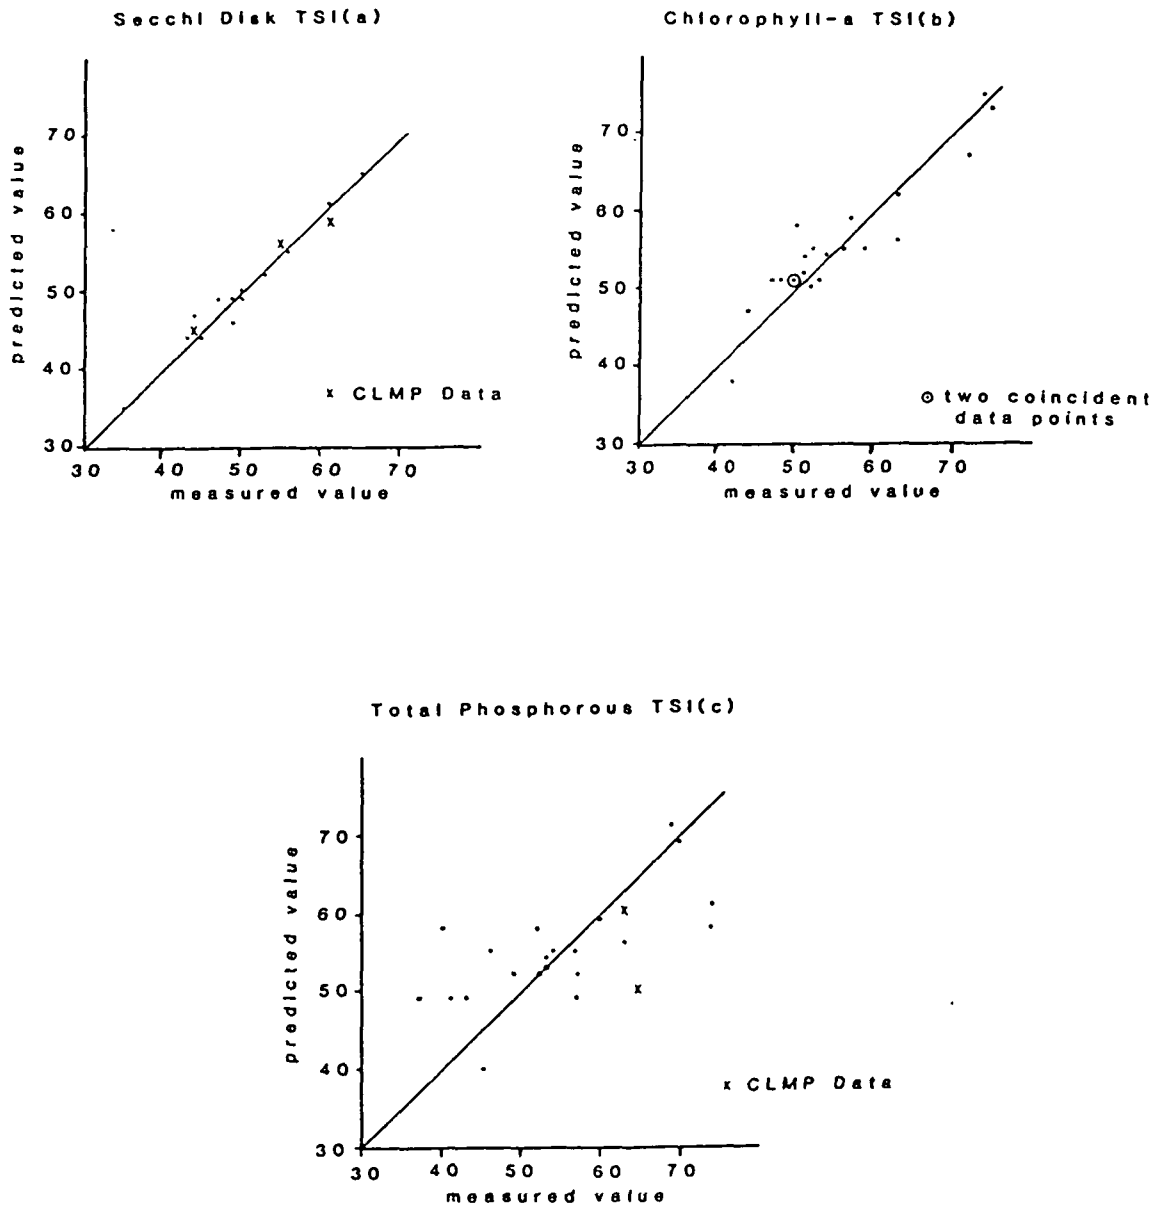 Secchi Disk TSI(a)
predicted value
70
60
50
40
30
30 40 50 60 70
measured value
x CLMP Data
Chlorophyll-a TSI(b)
predicted value
70
60
50
40
30
30 40 50 60 70
measured value
⊙ two coincident
data points
Total Phosphorous TSI(c)
predicted value
70
60
50
40
30
30 40 50 60 70
measured value
x CLMP Data